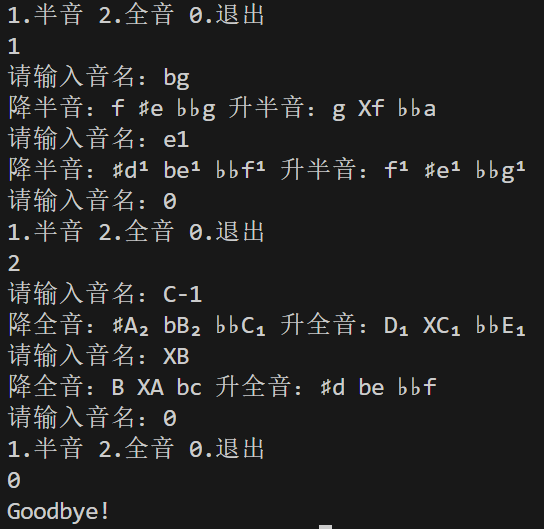 1.半音 2.全音 0.退出
1
请输入音名：bg
降半音：f ♯e ♭♭g 升半音：g Xf ♭♭a
请输入音名：e1
降半音：♯d¹ be¹ ♭♭f¹ 升半音：f¹ ♯e¹ ♭♭g¹
请输入音名：0
1.半音 2.全音 0.退出
2
请输入音名：C-1
降全音：♯A₂ bB₂ ♭♭C₁ 升全音：D₁ XC₁ ♭♭E₁
请输入音名：XB
降全音：B XA bc 升全音：♯d be ♭♭f
请输入音名：0
1.半音 2.全音 0.退出
0
Goodbye!